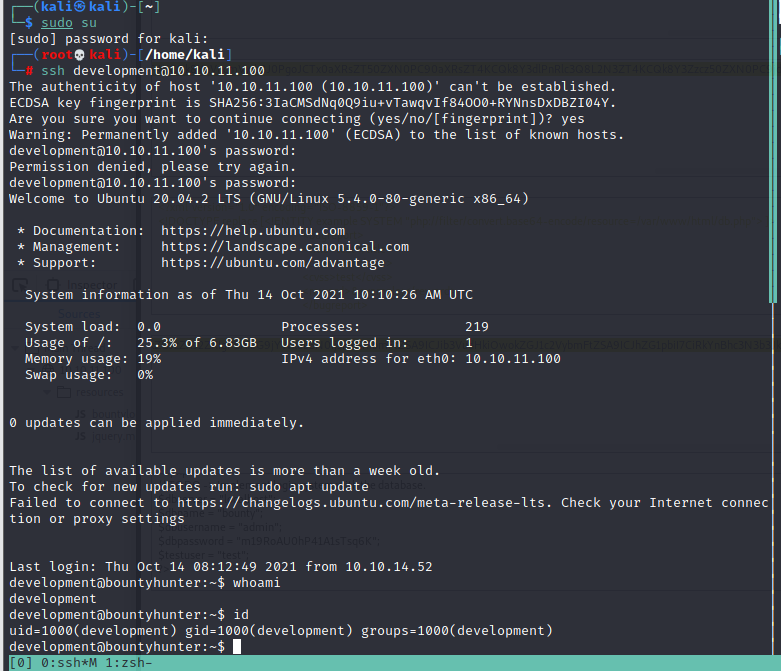 ┌──(kali㉿kali)-[~]
└─$ sudo su
[sudo] password for kali:
┌──(root💀kali)-[/home/kali]
└─# ssh development@10.10.11.100
The authenticity of host '10.10.11.100 (10.10.11.100)' can't be established.
ECDSA key fingerprint is SHA256:3IaCMSdNq0Q9iu+vTawqvIf84OO0+RYNnsDxDBZI04Y.
Are you sure you want to continue connecting (yes/no/[fingerprint])? yes
Warning: Permanently added '10.10.11.100' (ECDSA) to the list of known hosts.
development@10.10.11.100's password:
Permission denied, please try again.
development@10.10.11.100's password:
Welcome to Ubuntu 20.04.2 LTS (GNU/Linux 5.4.0-80-generic x86_64)
* Documentation: https://help.ubuntu.com
* Management: https://landscape.canonical.com
* Support: https://ubuntu.com/advantage
System information as of Thu 14 Oct 2021 10:10:26 AM UTC
System load: 0.0 Processes: 219
Usage of /: 25.3% of 6.83GB Users logged in: 1
Memory usage: 19% IPv4 address for eth0: 10.10.11.100
Swap usage: 0%
0 updates can be applied immediately.
The list of available updates is more than a week old.
To check for new updates run: sudo apt update
Failed to connect to https://changelogs.ubuntu.com/meta-release-lts. Check your Internet connec
tion or proxy settings
Last login: Thu Oct 14 08:12:49 2021 from 10.10.14.52
development@bountyhunter:~$ whoami
development
development@bountyhunter:~$ id
uid=1000(development) gid=1000(development) groups=1000(development)
development@bountyhunter:~$
[0] 0:ssh*M 1:zsh-